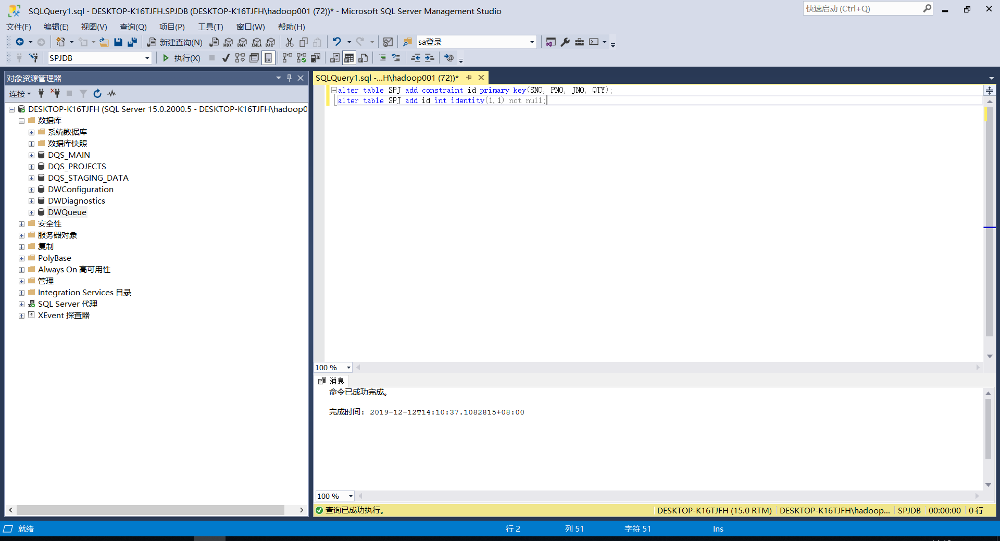 SQLQuery1.sql - DESKTOP-K16TJFH.SPJDB (DESKTOP-K16TJFH\hadoop001 (72))* - Microsoft SQL Server Management Studio
快速启动 (Ctrl+Q)
文件(F) 编辑(E) 视图(V) 查询(Q) 项目(P) 工具(T) 窗口(W) 帮助(H)
新建查询(N) MDX DMX XMLA DAX sa登录
SPJDB 执行(X)
对象资源管理器
连接
DESKTOP-K16TJFH (SQL Server 15.0.2000.5 - DESKTOP-K16TJFH\hadoop0
数据库
系统数据库
数据库快照
DQS_MAIN
DQS_PROJECTS
DQS_STAGING_DATA
DWConfiguration
DWDiagnostics
DWQueue
安全性
服务器对象
复制
PolyBase
Always On 高可用性
管理
Integration Services 目录
SQL Server 代理
XEvent 探查器
SQLQuery1.sql -...H\hadoop001 (72))*
alter table SPJ add constraint id primary key(SNO, PNO, JNO, QTY);
alter table SPJ add id int identity(1,1) not null;
100 %
消息
命令已成功完成。
完成时间: 2019-12-12T14:10:37.1082815+08:00
100 %
查询已成功执行。 DESKTOP-K16TJFH (15.0 RTM) DESKTOP-K16TJFH\hadoop... SPJDB 00:00:00 0 行
就绪 行 2 列 51 字符 51 Ins